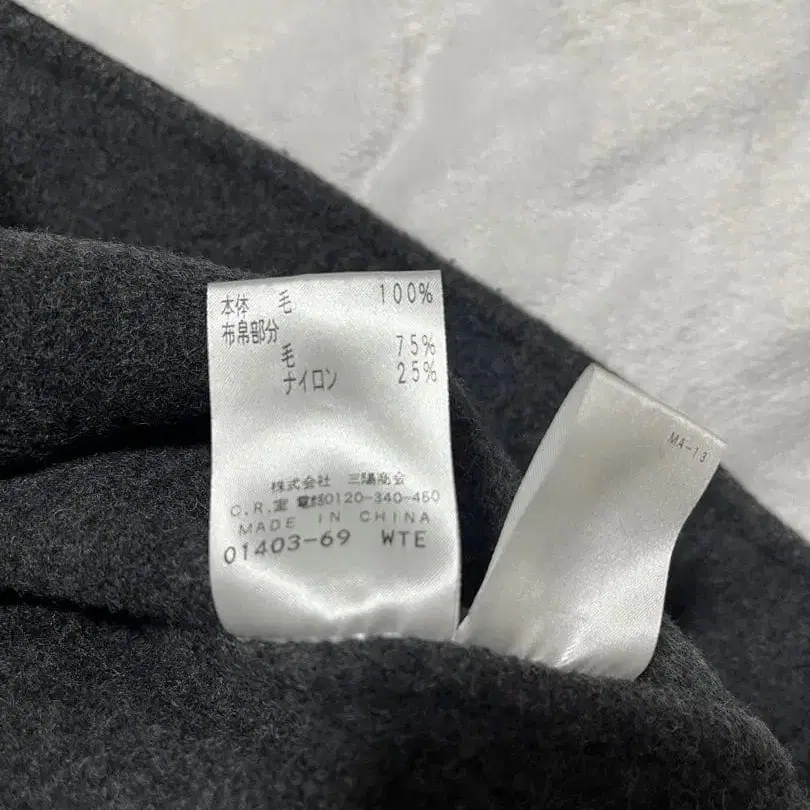 本体 毛 100%
布帛部分
毛 75%
ナイロン 25%
株式会社 三陽商会
C.R.室 電話0120-340-460
MADE IN CHINA
01403-69 WTE
MA-13